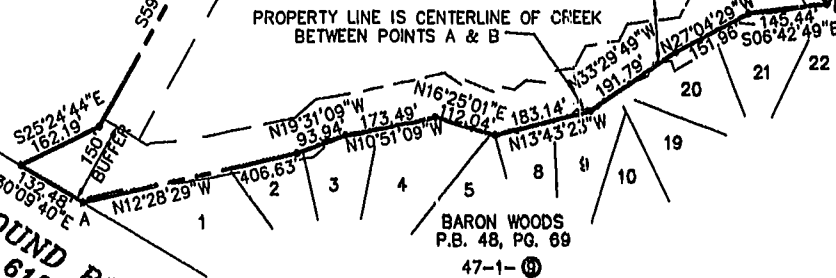 PROPERTY LINE IS CENTERLINE OF CREEK
BETWEEN POINTS A & B
S59
S25°24'44"E
162.19'
150'
BUFFER
132.48'
30°09'40"E
A
N12°28'29"W
406.63'
N19°31'09"W
93.94'
173.49'
N10°51'09"W
N16°25'01"E
112.04'
183.14'
N13°43'23"W
N33°29'49"W
191.79'
N27°04'29"W
151.96'
145.44'
S06°42'49"E
1
2
3
4
5
8
9
10
19
20
21
22
BARON WOODS
P.B. 48, PG. 69
47-1-